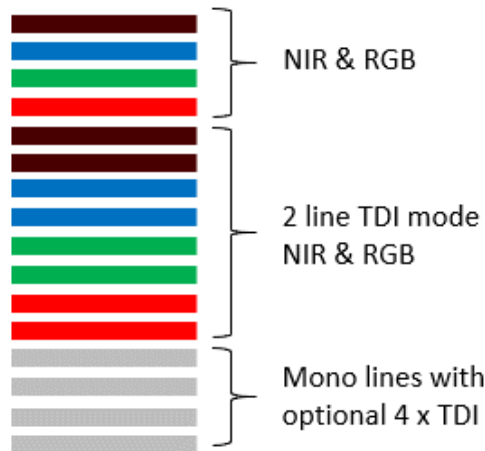 NIR & RGB
2 line TDI mode
NIR & RGB
Mono lines with
optional 4 x TDI